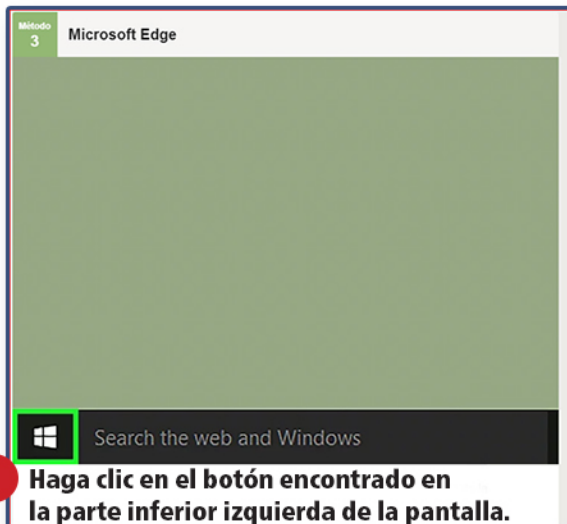 Método
3
Microsoft Edge
Search the web and Windows
Haga clic en el botón encontrado en
la parte inferior izquierda de la pantalla.